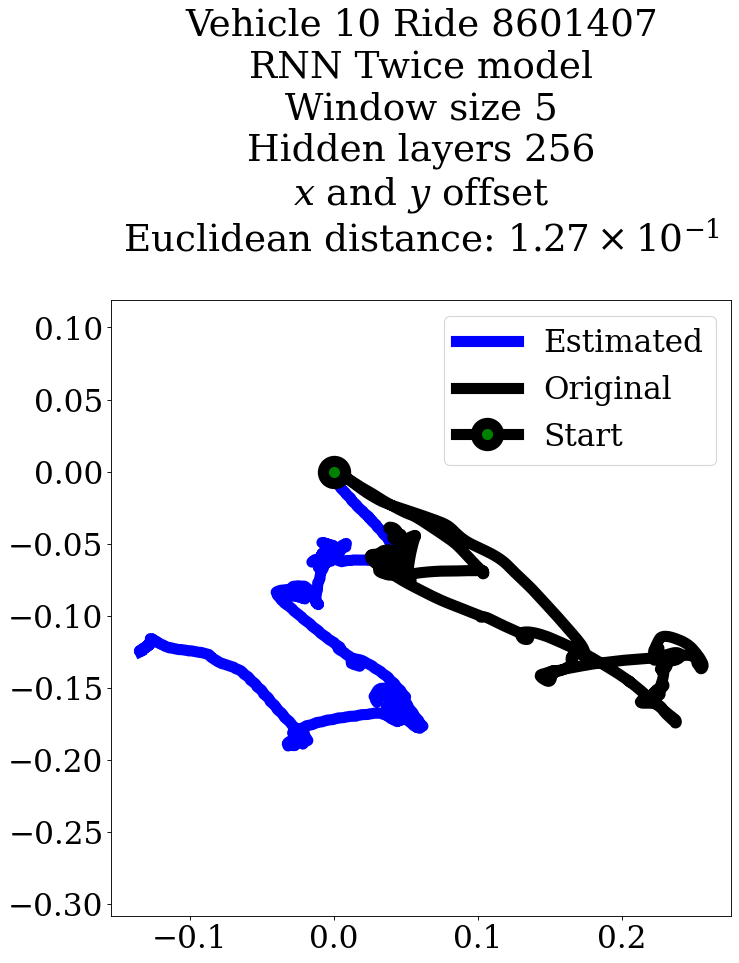 Vehicle 10 Ride 8601407
RNN Twice model
Window size 5
Hidden layers 256
x and y offset
Euclidean distance: 1.27 × 10⁻¹
Estimated
Original
Start
0.10
0.05
0.00
−0.05
−0.10
−0.15
−0.20
−0.25
−0.30
−0.1 0.0 0.1 0.2